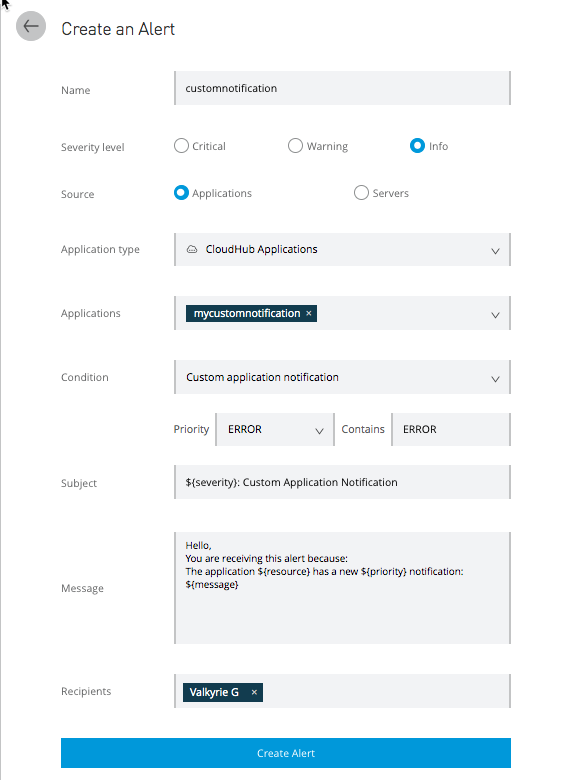 Create an Alert
Name customnotification
Severity level Critical Warning Info
Source Applications Servers
Application type CloudHub Applications
Applications mycustomnotification ×
Condition Custom application notification
Priority ERROR Contains ERROR
Subject ${severity}: Custom Application Notification
Hello,
You are receiving this alert because:
The application ${resource} has a new ${priority} notification:
${message}
Message
Recipients Valkyrie G ×
Create Alert